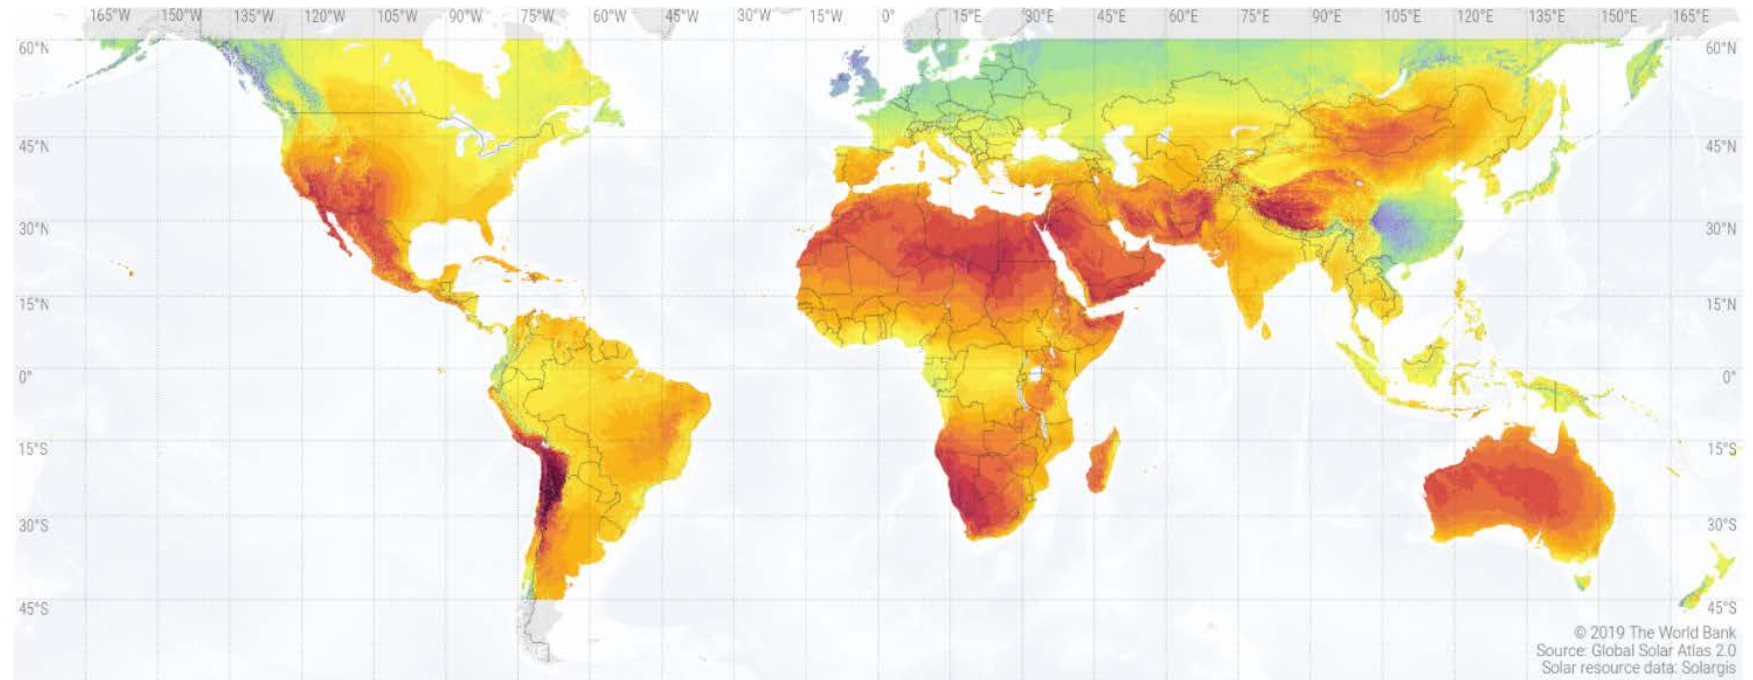 165°W 150°W 135°W 120°W 105°W 90°W 75°W 60°W 45°W 30°W 15°W 0° 15°E 30°E 45°E 60°E 75°E 90°E 105°E 120°E 135°E 150°E 165°E
60°N 60°N
45°N 45°N
30°N 30°N
15°N 15°N
0° 0°
15°S 15°S
30°S 30°S
45°S 45°S
© 2019 The World Bank
Source: Global Solar Atlas 2.0
Solar resource data: Solargis